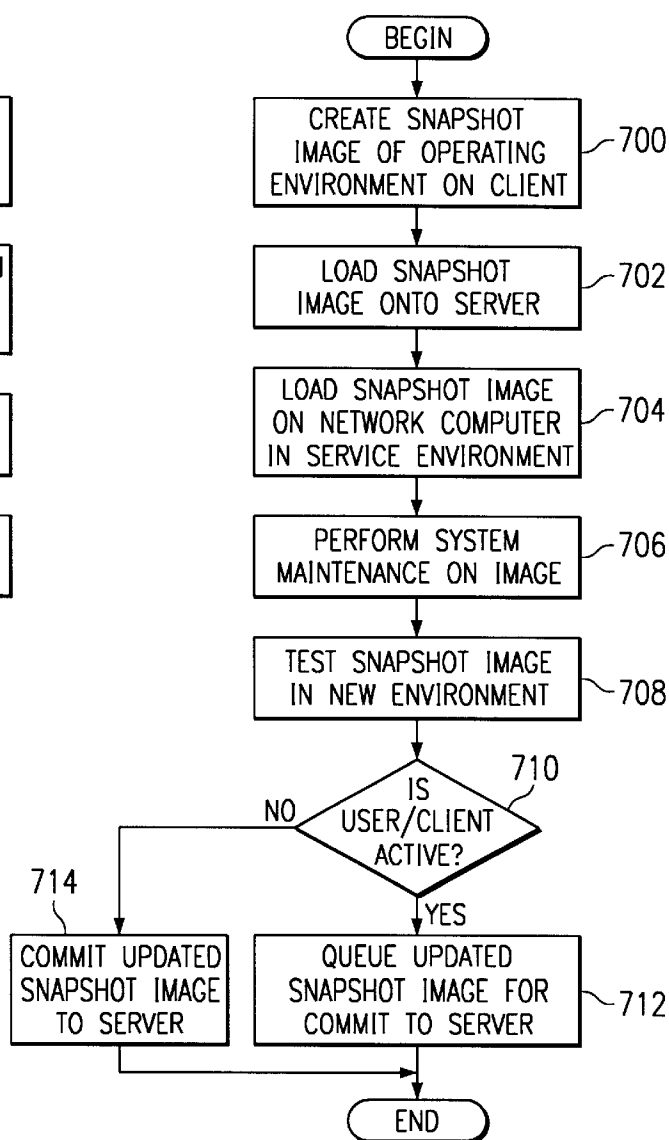 BEGIN
CREATE SNAPSHOT
IMAGE OF OPERATING
ENVIRONMENT ON CLIENT
700
LOAD SNAPSHOT
IMAGE ONTO SERVER
702
LOAD SNAPSHOT IMAGE
ON NETWORK COMPUTER
IN SERVICE ENVIRONMENT
704
PERFORM SYSTEM
MAINTENANCE ON IMAGE
706
TEST SNAPSHOT IMAGE
IN NEW ENVIRONMENT
708
IS
USER/CLIENT
ACTIVE?
710
NO
YES
714
COMMIT UPDATED
SNAPSHOT IMAGE
TO SERVER
QUEUE UPDATED
SNAPSHOT IMAGE FOR
COMMIT TO SERVER
712
END